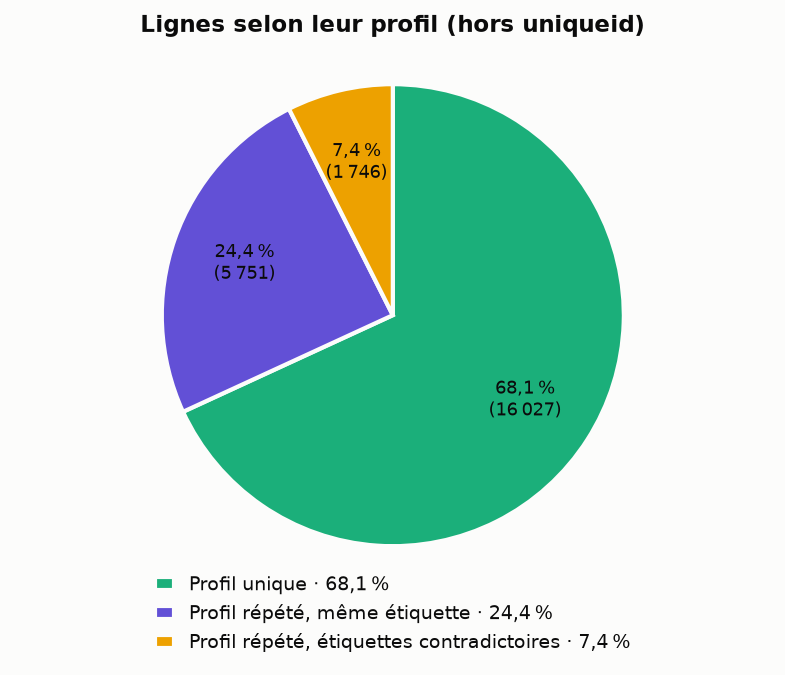 Lignes selon leur profil (hors uniqueid)
7,4 %
(1 746)
24,4 %
(5 751)
68,1 %
(16 027)
Profil unique · 68,1 %
Profil répété, même étiquette · 24,4 %
Profil répété, étiquettes contradictoires · 7,4 %